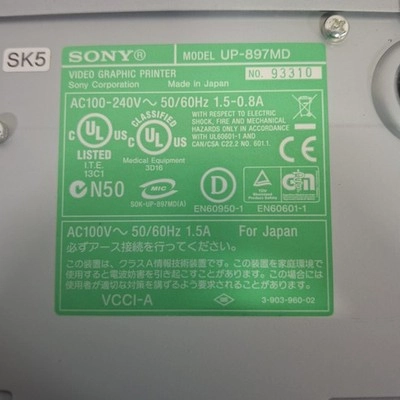 SK5
SONY® MODEL UP-897MD
VIDEO GRAPHIC PRINTER NO. 93310
Sony Corporation Made in Japan
AC100-240V～ 50/60Hz 1.5-0.8A
C UL US
LISTED
I.T.E.
13C1
CLASSIFIED
C UL US
Medical Equipment
3D16
WITH RESPECT TO ELECTRIC
SHOCK, FIRE AND MECHANICAL
HAZARDS ONLY IN ACCORDANCE
WITH UL60601-1 AND
CAN/CSA C22.2 NO. 601.1.
CE
N50
MIC
SOK-UP-897MD(A)
D
EN60950-1
EN60601-1
AC100V～ 50/60Hz 1.5A For Japan
必ずアース接続を行ってください。
この装置は、クラスA情報技術装置です。この装置を家庭環境で
使用すると電波妨害を引き起こすことがあります。この場合には
使用者が適切な対策を講ずるよう要求されることがあります。
VCCI-A 3-903-960-02